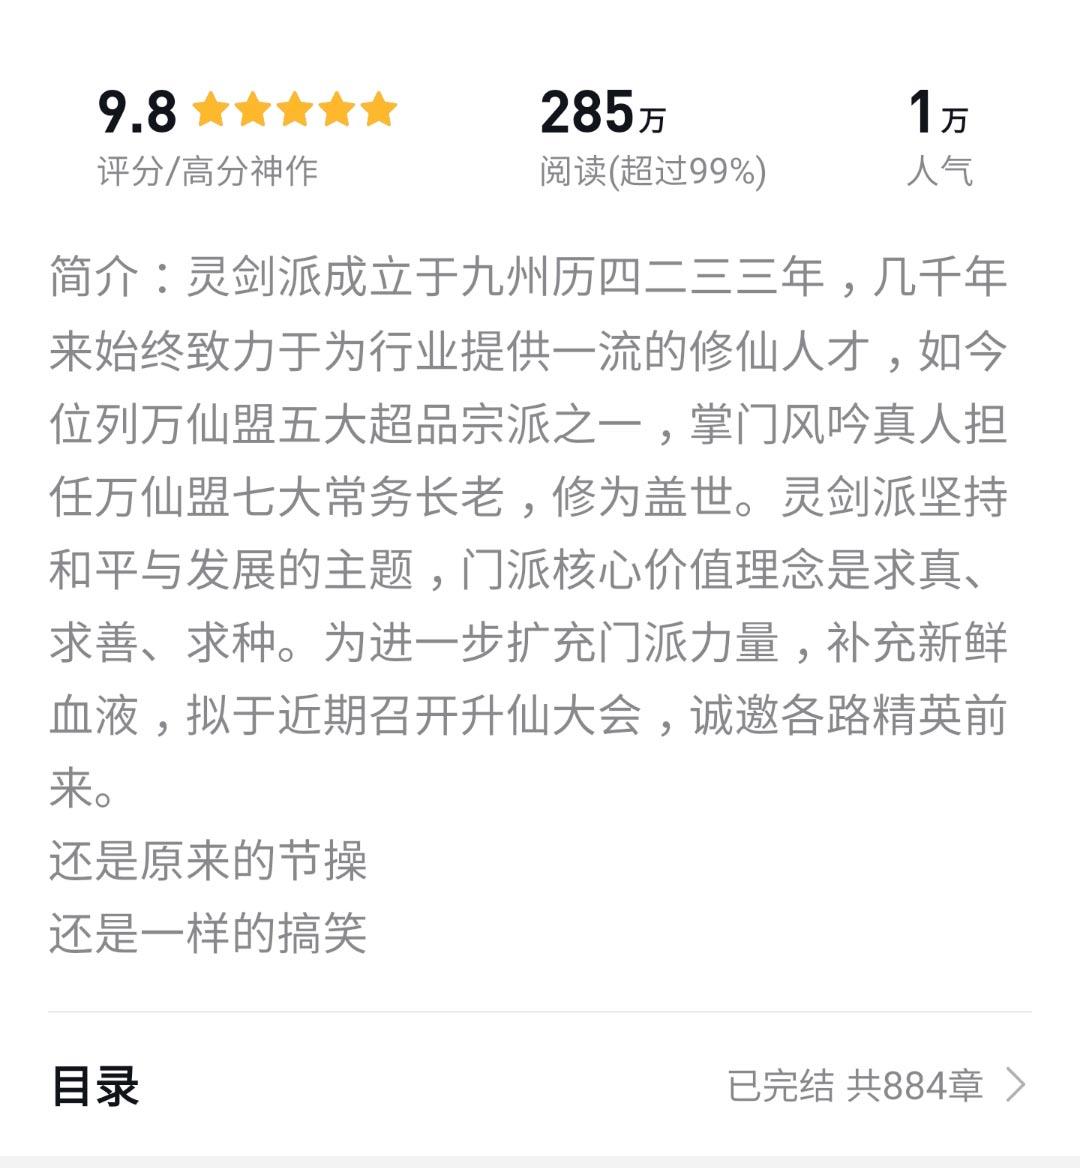 9.8 285万 1万
评分/高分神作 阅读(超过99%) 人气
简介：灵剑派成立于九州历四二三三年，几千年
来始终致力于为行业提供一流的修仙人才，如今
位列万仙盟五大超品宗派之一，掌门风吟真人担
任万仙盟七大常务长老，修为盖世。灵剑派坚持
和平与发展的主题，门派核心价值理念是求真、
求善、求种。为进一步扩充门派力量，补充新鲜
血液，拟于近期召开升仙大会，诚邀各路精英前
来。
还是原来的节操
还是一样的搞笑
目录 已完结 共884章